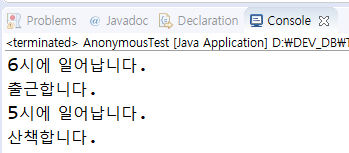 Problems @ Javadoc Declaration Console
<terminated> AnonymousTest [Java Application] D:₩DEV_DB₩T
6시에 일어납니다.
출근합니다.
5시에 일어납니다.
산책합니다.